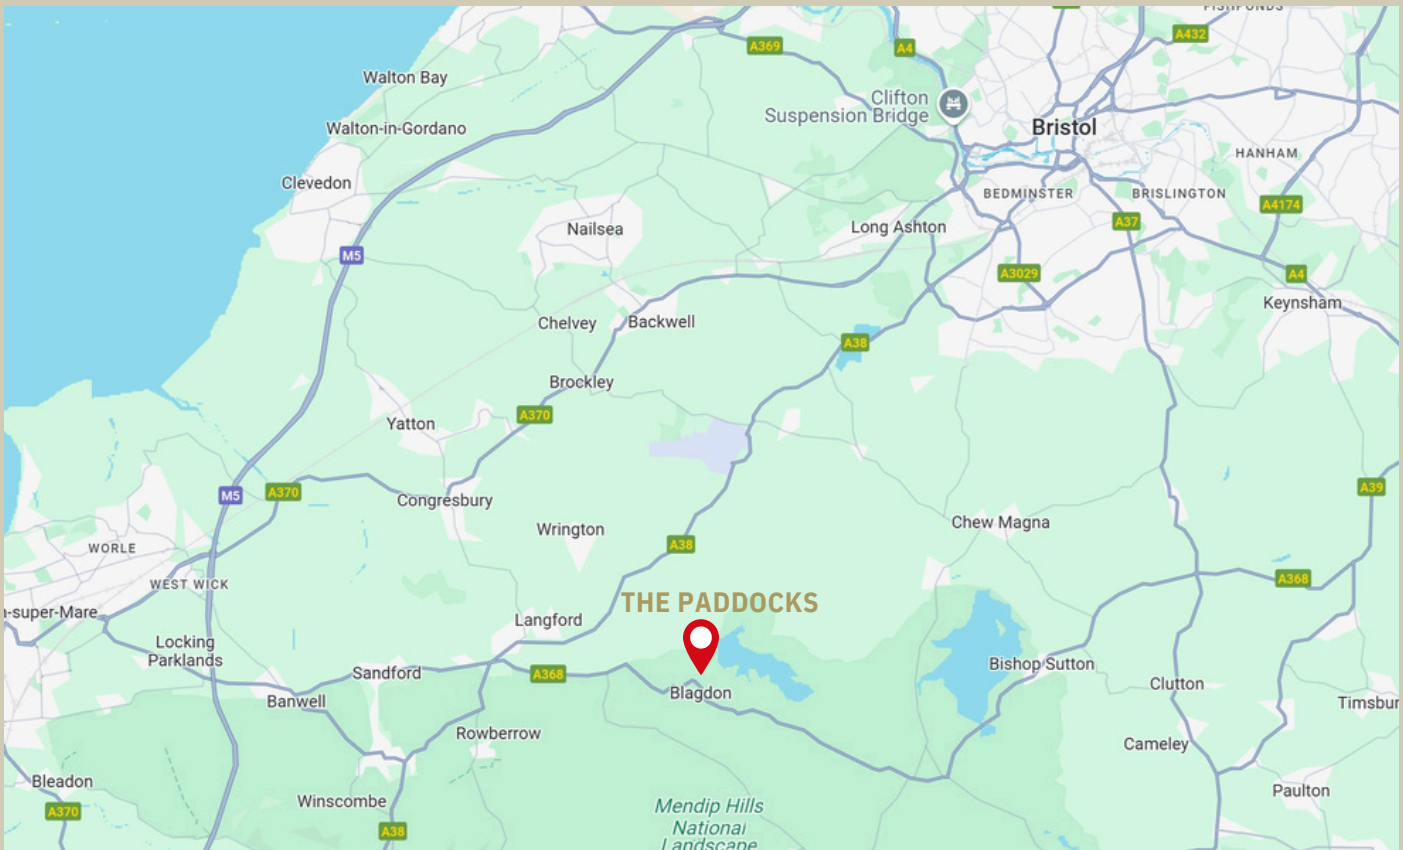 FISHPONDS
A432
A369
A4
Walton Bay
Clifton
Suspension Bridge
Bristol
Walton-in-Gordano
HANHAM
Clevedon
BEDMINSTER
BRISLINGTON
A4174
A37
Nailsea
Long Ashton
M5
A3029
A4
Keynsham
Chelvey
Backwell
A38
Brockley
A370
Yatton
A39
M5
A370
Congresbury
Wrington
Chew Magna
WORLE
A38
WEST WICK
A368
THE PADDOCKS
n-super-Mare
Langford
Locking
Parklands
Sandford
A368
Bishop Sutton
Clutton
Blagdon
Banwell
Timsbur
Rowberrow
Cameley
Bleadon
Paulton
Winscombe
A370
A38
Mendip Hills
National
Landscape